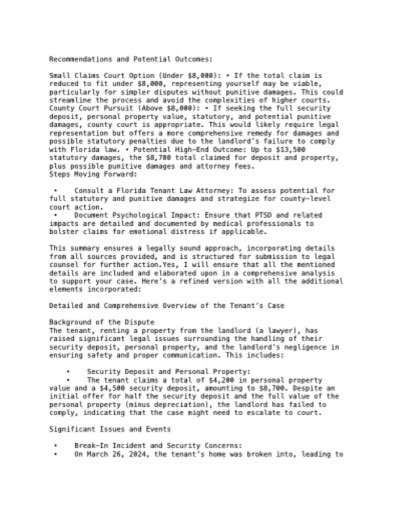 Recommendations and Potential Outcomes:
Small Claims Court Option (Under $8,000): • If the total claim is
reduced to fit under $8,000, representing yourself may be viable,
particularly for simpler disputes without punitive damages. This could
streamline the process and avoid the complexities of higher courts.
County Court Pursuit (Above $8,000): • If seeking the full security
deposit, personal property value, statutory, and potential punitive
damages, county court is appropriate. This would likely require legal
representation but offers a more comprehensive remedy for damages and
possible statutory penalties due to the landlord's failure to comply
with Florida law. • Potential High-End Outcome: Up to $13,500
statutory damages, the $8,700 total claimed for deposit and property,
plus possible punitive damages and attorney fees.
Steps Moving Forward:
• Consult a Florida Tenant Law Attorney: To assess potential for
full statutory and punitive damages and strategize for county-level
court action.
• Document Psychological Impact: Ensure that PTSD and related
impacts are detailed and documented by medical professionals to
bolster claims for emotional distress if applicable.
This summary ensures a legally sound approach, incorporating details
from all sources provided, and is structured for submission to legal
counsel for further action.Yes, I will ensure that all the mentioned
details are included and elaborated upon in a comprehensive analysis
to support your case. Here's a refined version with all the additional
elements incorporated:
Detailed and Comprehensive Overview of the Tenant's Case
Background of the Dispute
The tenant, renting a property from the landlord (a lawyer), has
raised significant legal issues surrounding the handling of their
security deposit, personal property, and the landlord's negligence in
ensuring safety and proper communication. This includes:
• Security Deposit and Personal Property:
• The tenant claims a total of $4,200 in personal property
value and a $4,500 security deposit, amounting to $8,700. Despite an
initial offer for half the security deposit and the full value of the
personal property (minus depreciation), the landlord has failed to
comply, indicating that the case might need to escalate to court.
Significant Issues and Events
• Break-In Incident and Security Concerns:
• On March 26, 2024, the tenant's home was broken into, leading to